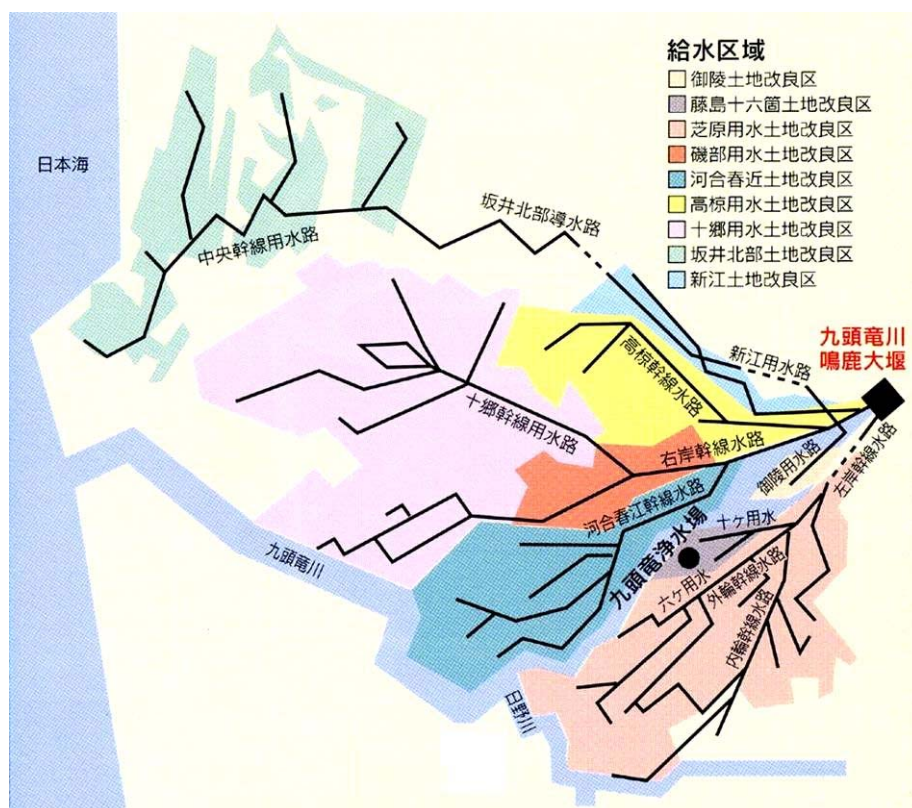 給水区域
御陵土地改良区
藤島十六箇土地改良区
芝原用水土地改良区
磯部用水土地改良区
河合春近土地改良区
高椋用水土地改良区
十郷用水土地改良区
坂井北部土地改良区
新江土地改良区
日本海
坂井北部導水路
中央幹線用水路
九頭竜川
鳴鹿大堰
新江用水路
高椋幹線水路
十郷幹線用水路
右岸幹線水路
御陵用水路
左岸幹線水路
河合春江幹線水路
十ケ用水
九頭竜浄水場
九頭竜川
六ケ用水
外輪幹線水路
内輪幹線水路
日野川